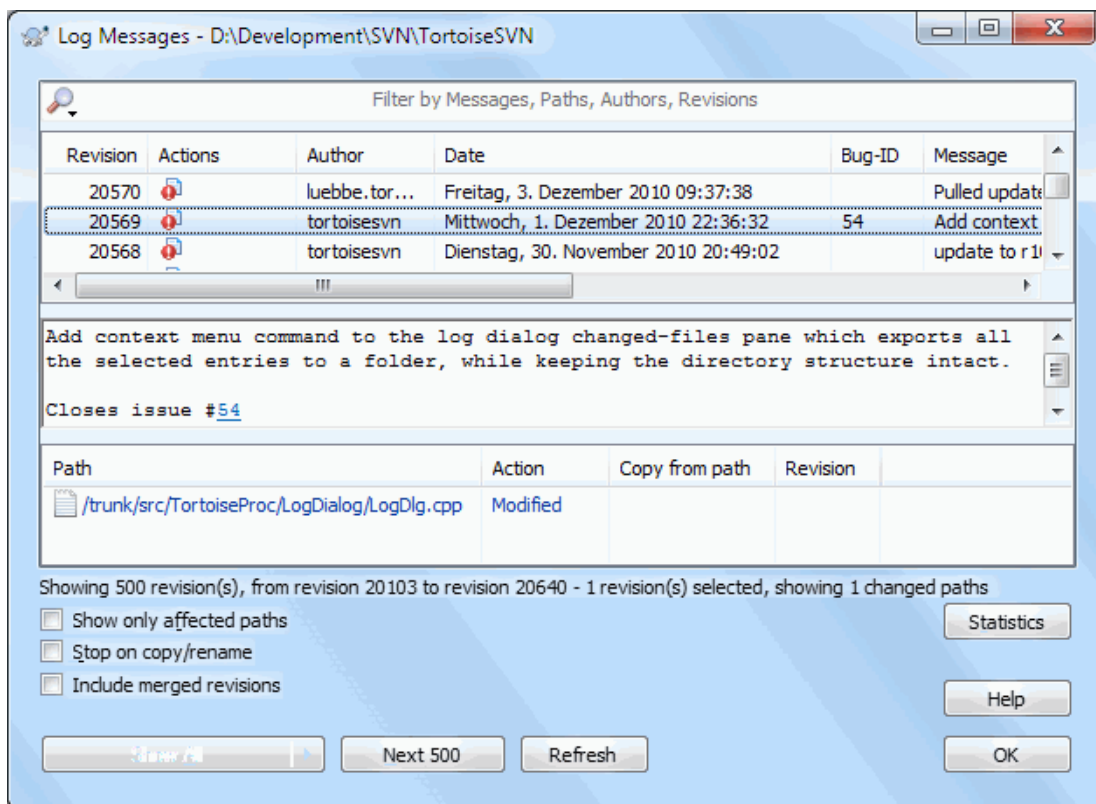 Log Messages - D:\Development\SVN\TortoiseSVN
Filter by Messages, Paths, Authors, Revisions
Revision Actions Author Date Bug-ID Message
20570 luebbe.tor... Freitag, 3. Dezember 2010 09:37:38 Pulled update
20569 tortoisesvn Mittwoch, 1. Dezember 2010 22:36:32 54 Add context
20568 tortoisesvn Dienstag, 30. November 2010 20:49:02 update to
Add context menu command to the log dialog changed-files pane which exports all
the selected entries to a folder, while keeping the directory structure intact.
Closes issue #54
Path Action Copy from path Revision
/trunk/src/TortoiseProc/LogDialog/LogDlg.cpp Modified
Showing 500 revision(s), from revision 20103 to revision 20640 - 1 revision(s) selected, showing 1 changed paths
Show only affected paths
Statistics
Stop on copy/rename
Include merged revisions
Help
Show All
Next 500
Refresh
OK